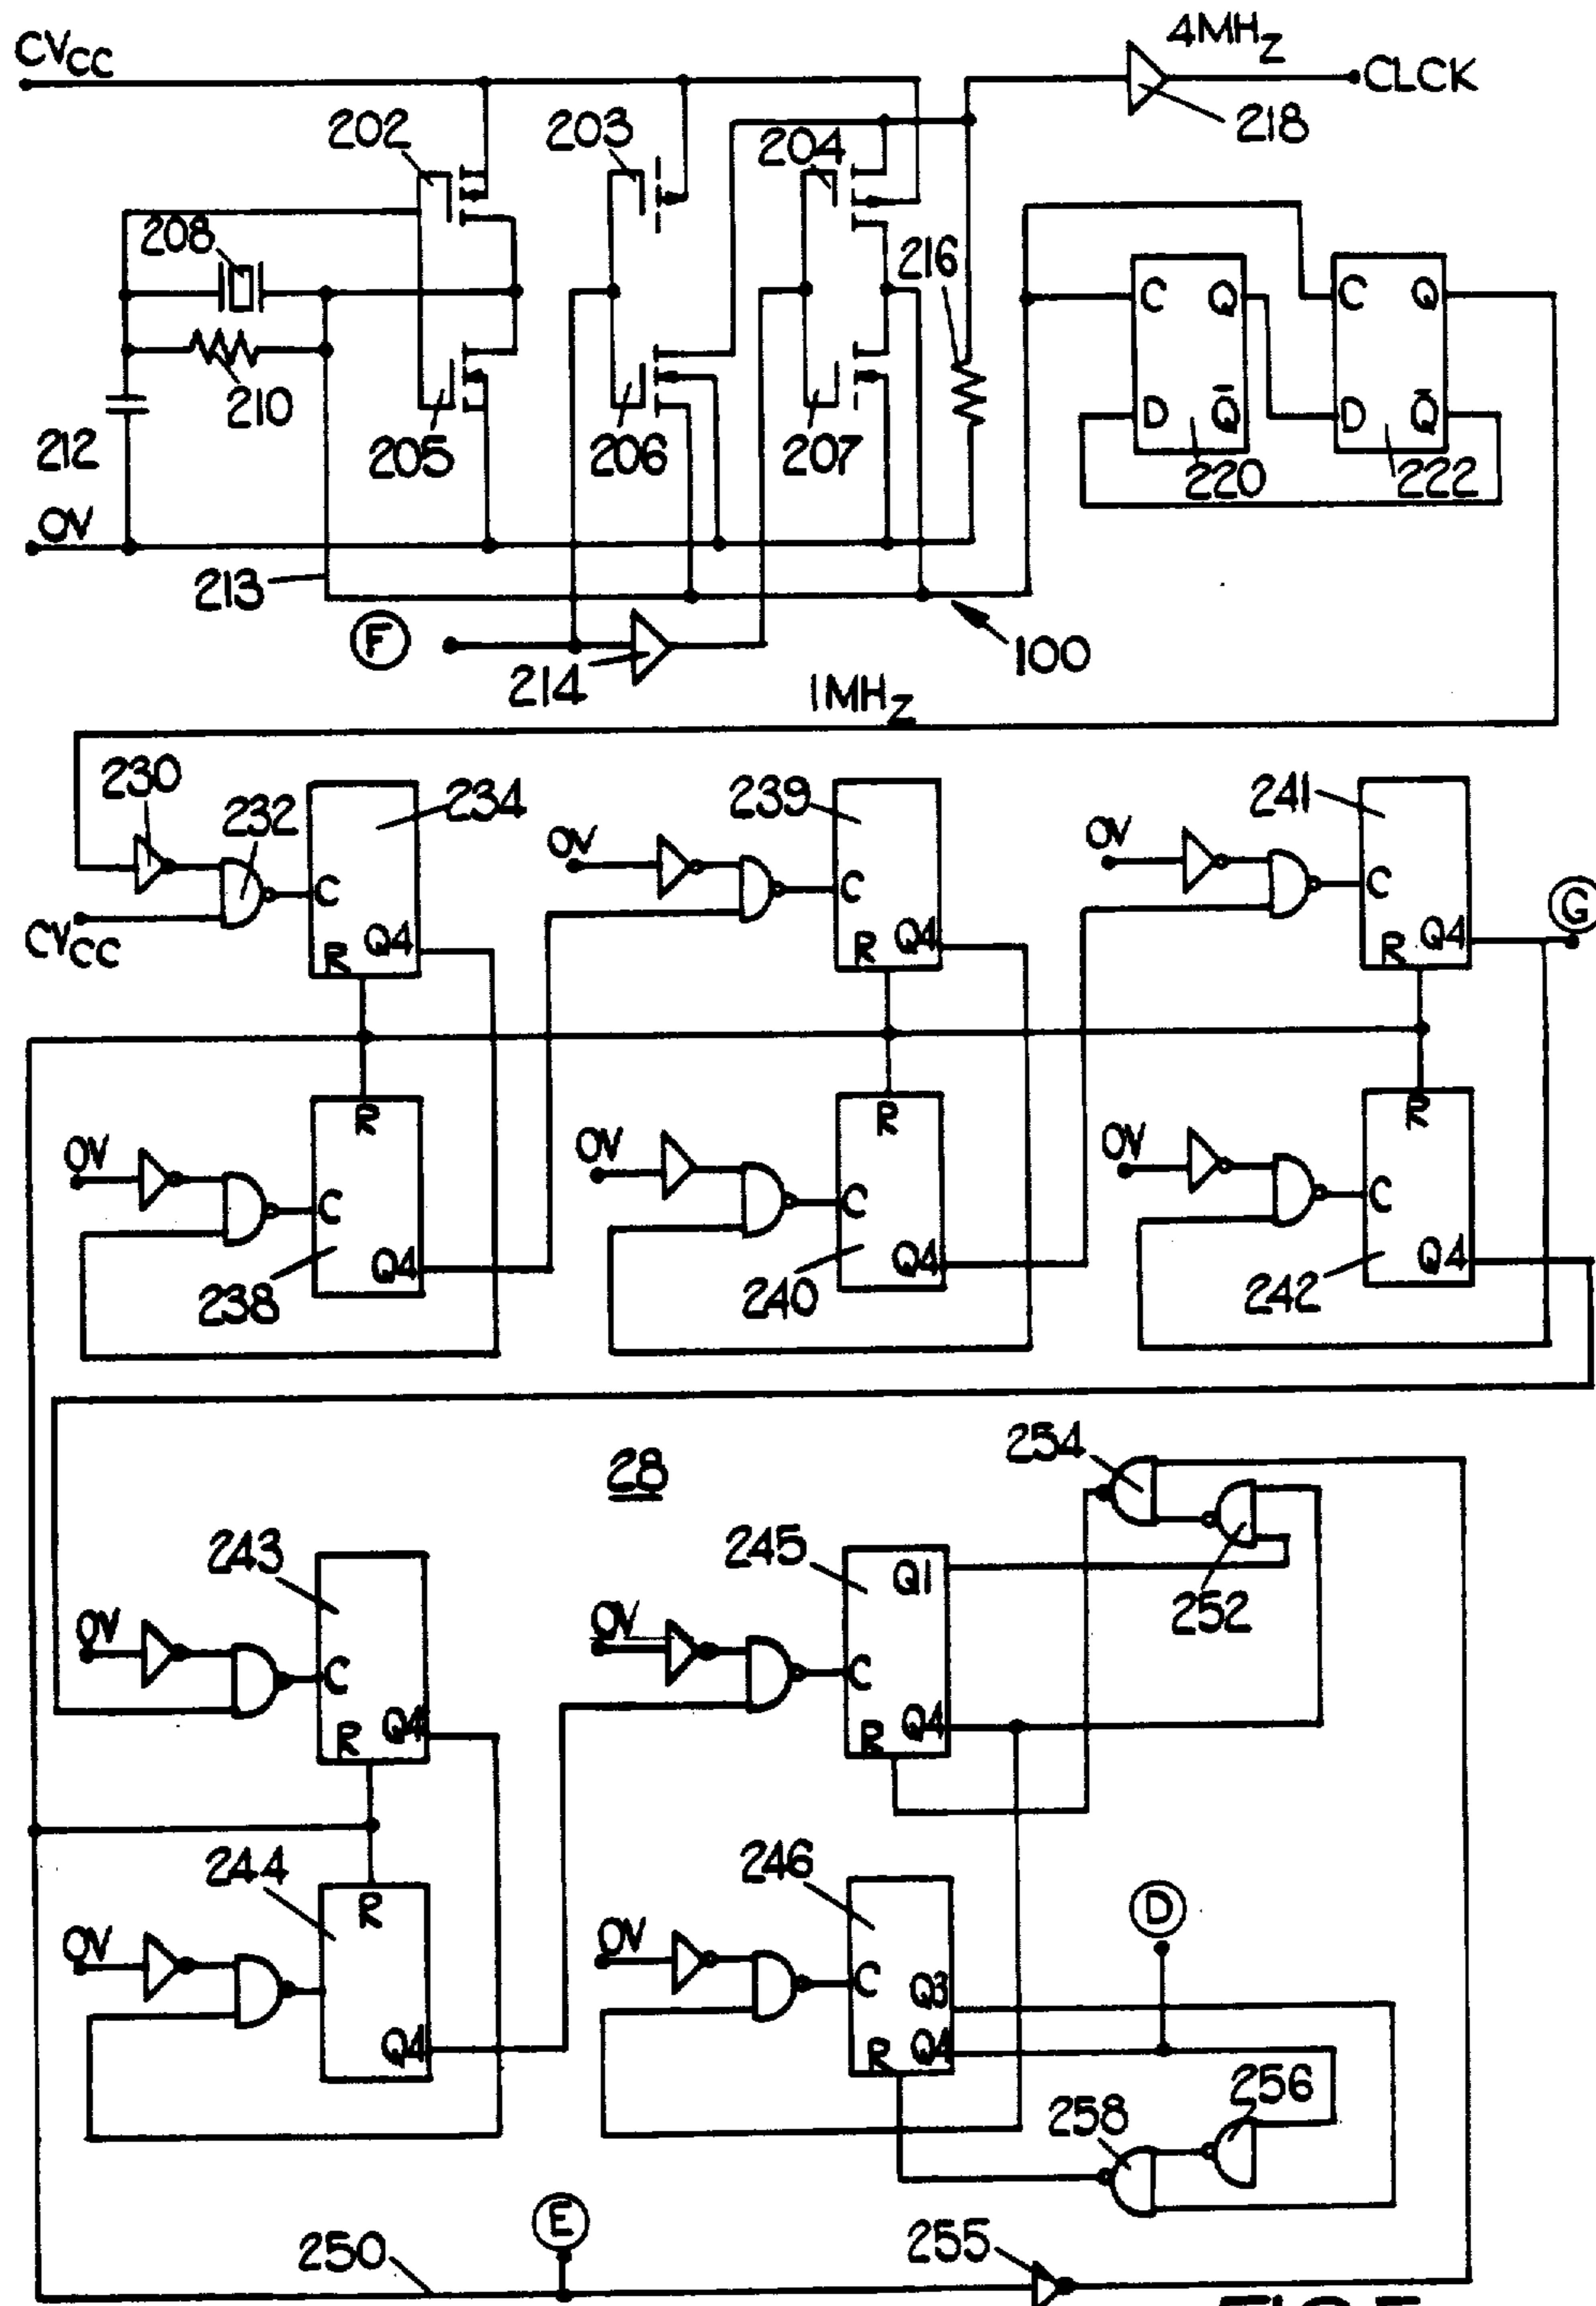 CVCC
4MHZ
CLCK
202
203
204
218
208
216
C Q
C Q
210
D Q̄
D Q̄
212
205
206
207
220
222
0V
213
F
214
100
1MHZ
230
232
234
239
241
0V
0V
C
C
C
G
CVCC
R Q4
R Q4
R Q4
R
R
R
0V
0V
0V
C
C
C
Q4
Q4
Q4
238
240
242
28
254
243
245
Q1
252
0V
0V
C
C
R Q4
R Q4
244
246
D
R
0V
0V
C
Q3
Q4
R Q4
256
258
E
250
255